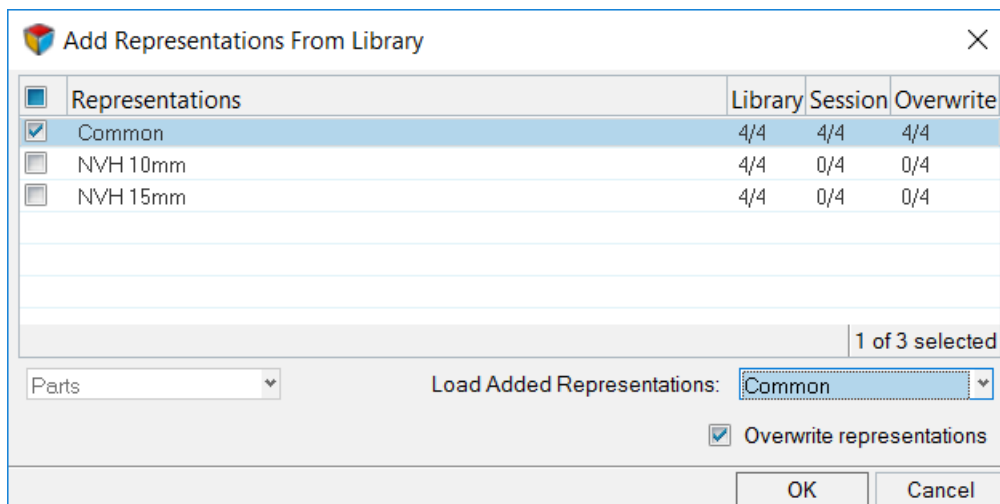 Add Representations From Library
Representations Library Session Overwrite
Common 4/4 4/4 4/4
NVH 10mm 4/4 0/4 0/4
NVH 15mm 4/4 0/4 0/4
1 of 3 selected
Parts Load Added Representations: Common
Overwrite representations
OK Cancel